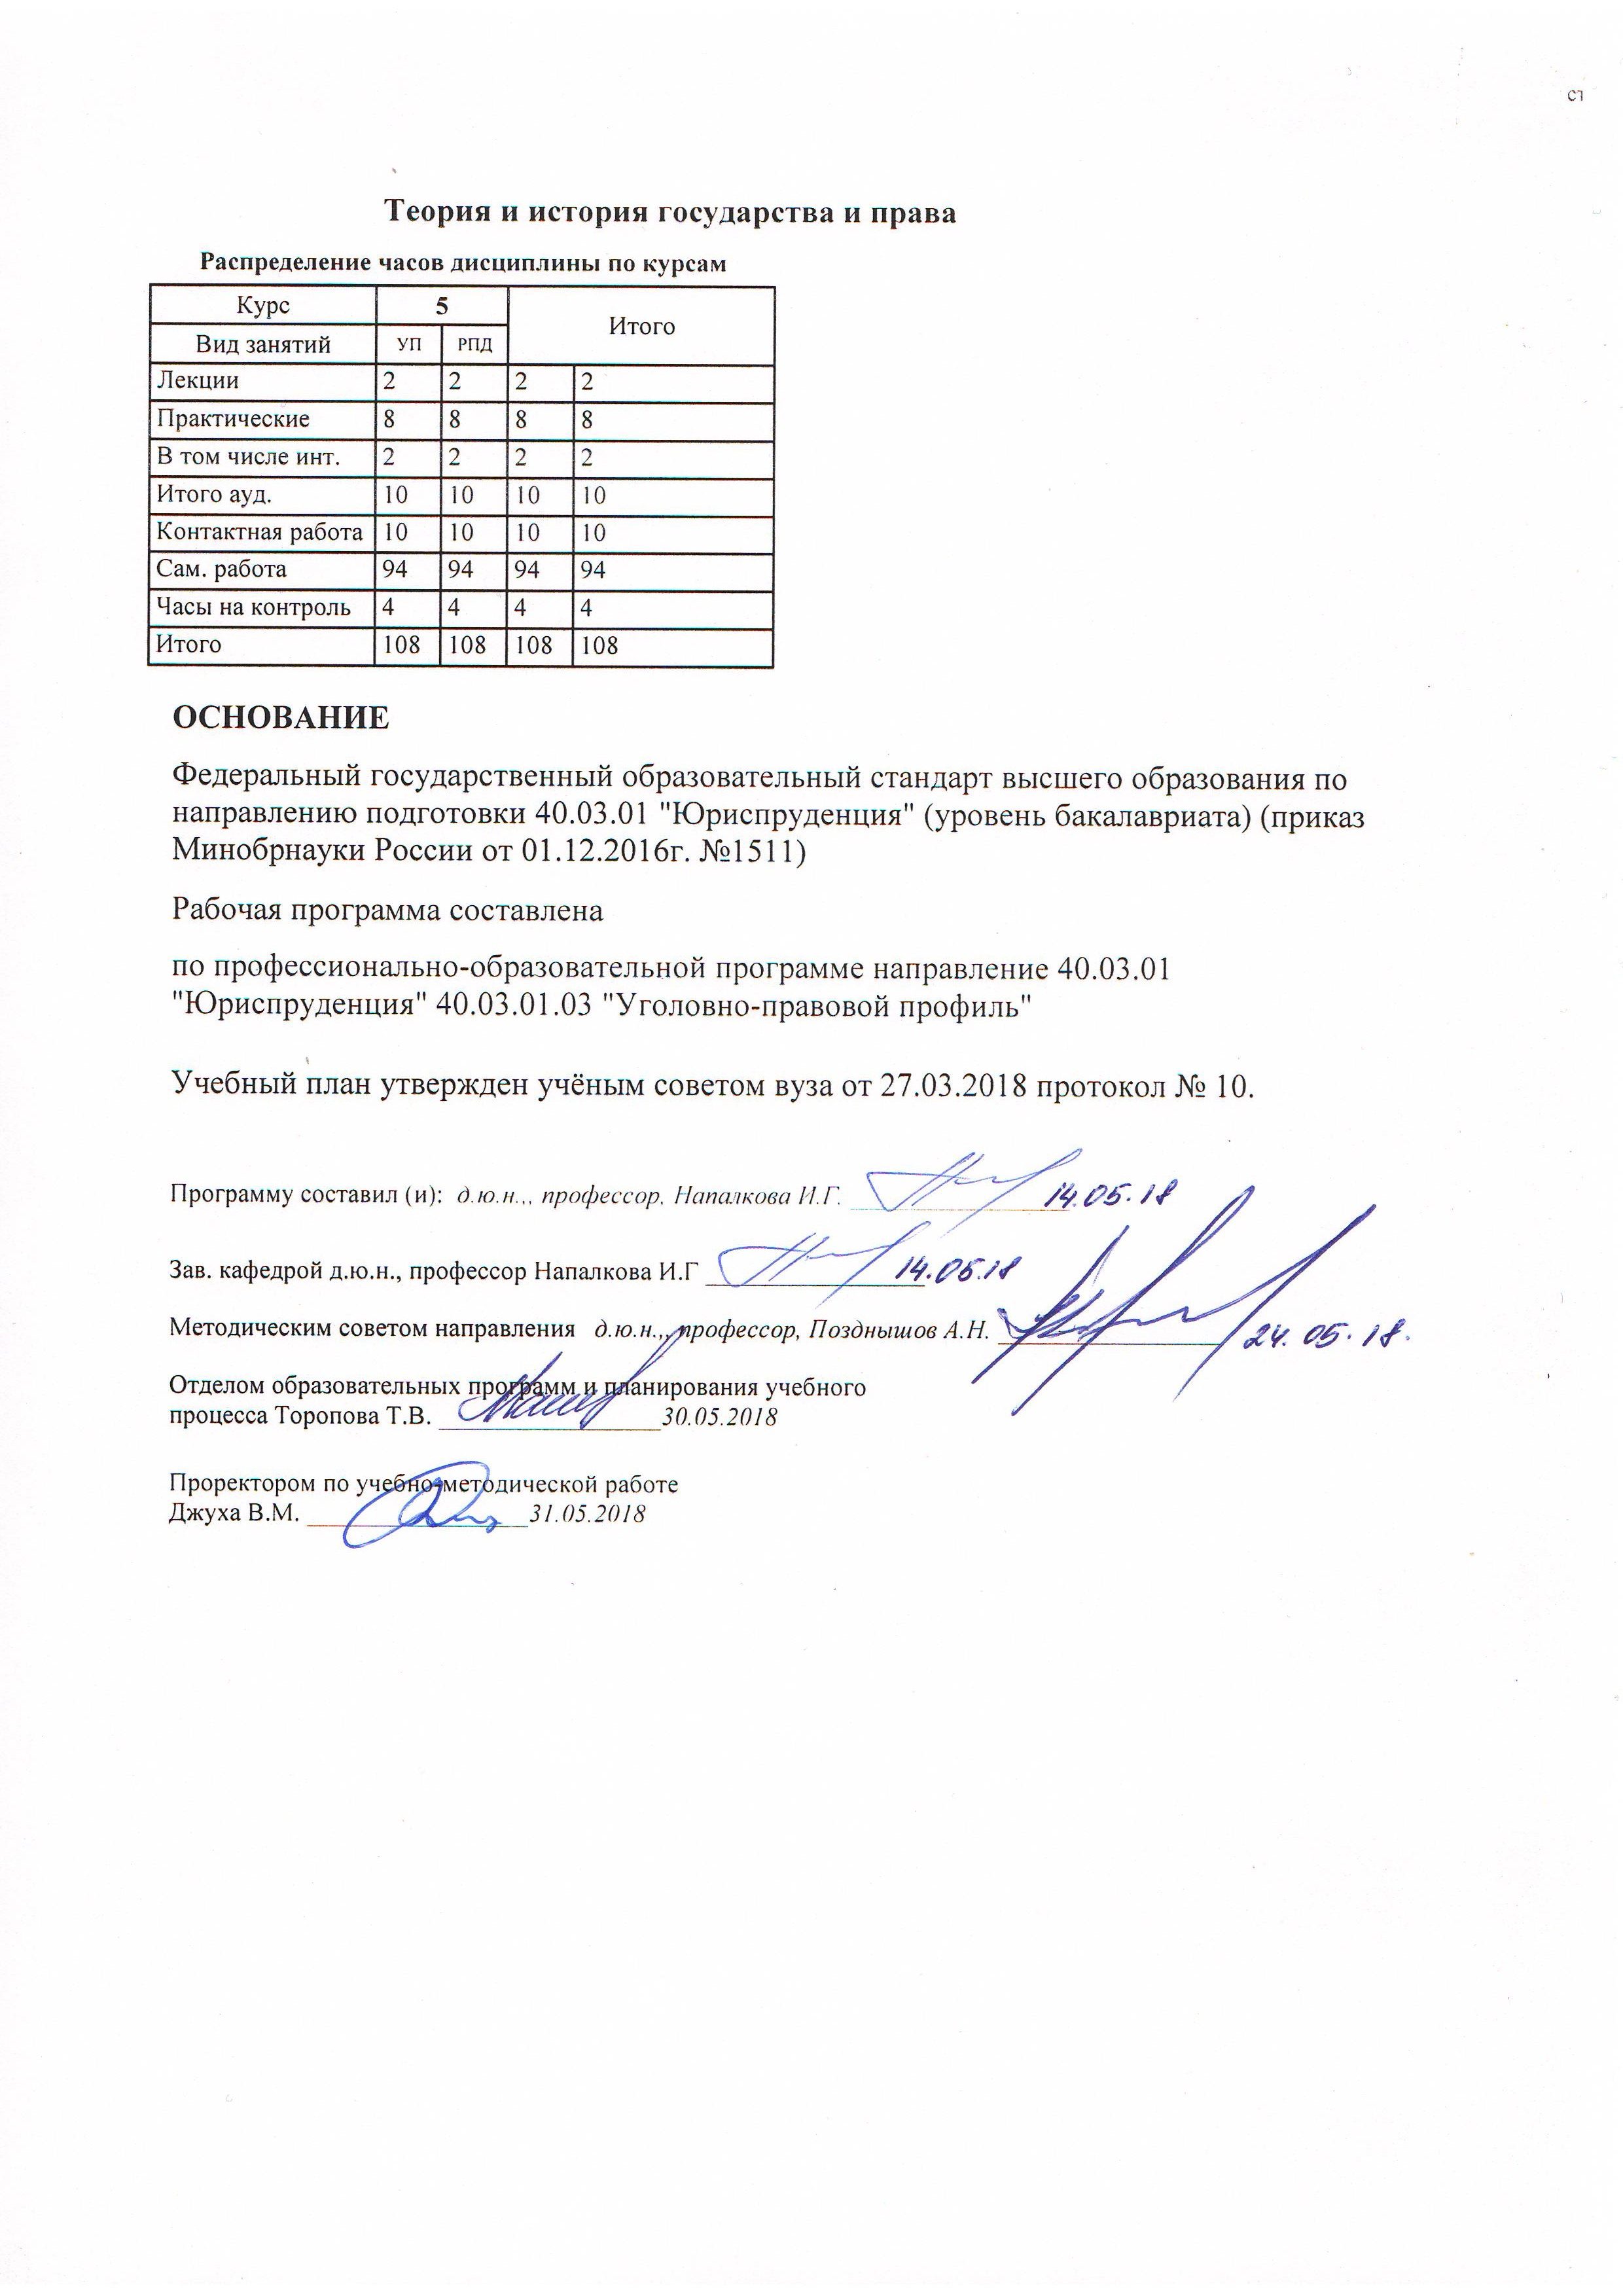 ст
Теория и история государства и права
Распределение часов дисциплины по курсам
Курс 5 Итого
Вид занятий УП РПД
Лекции 2 2 2 2
Практические 8 8 8 8
В том числе инт. 2 2 2 2
Итого ауд. 10 10 10 10
Контактная работа 10 10 10 10
Сам. работа 94 94 94 94
Часы на контроль 4 4 4 4
Итого 108 108 108 108
ОСНОВАНИЕ
Федеральный государственный образовательный стандарт высшего образования по
направлению подготовки 40.03.01 "Юриспруденция" (уровень бакалавриата) (приказ
Минобрнауки России от 01.12.2016г. №1511)
Рабочая программа составлена
по профессионально-образовательной программе направление 40.03.01
"Юриспруденция" 40.03.01.03 "Уголовно-правовой профиль"
Учебный план утвержден учёным советом вуза от 27.03.2018 протокол № 10.
Программу составил (и): д.ю.н.,, профессор, Напалкова И.Г. 14.05.18
Зав. кафедрой д.ю.н., профессор Напалкова И.Г 14.05.18
Методическим советом направления д.ю.н.,, профессор, Позднышов А.Н. 24.05.18.
Отделом образовательных программ и планирования учебного
процесса Торопова Т.В. 30.05.2018
Проректором по учебно-методической работе
Джуха В.М. 31.05.2018